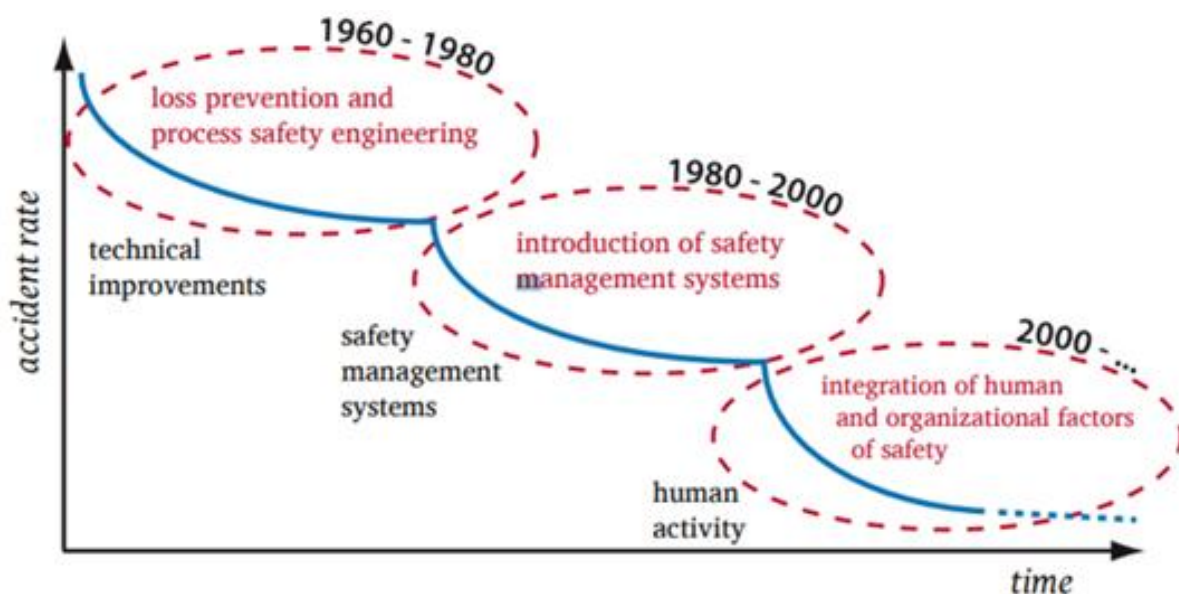 1960 - 1980
loss prevention and
process safety engineering
technical
improvements
1980 - 2000
introduction of safety
management systems
safety
management
systems
2000 - ...
integration of human
and organizational factors
of safety
human
activity
accident rate
time